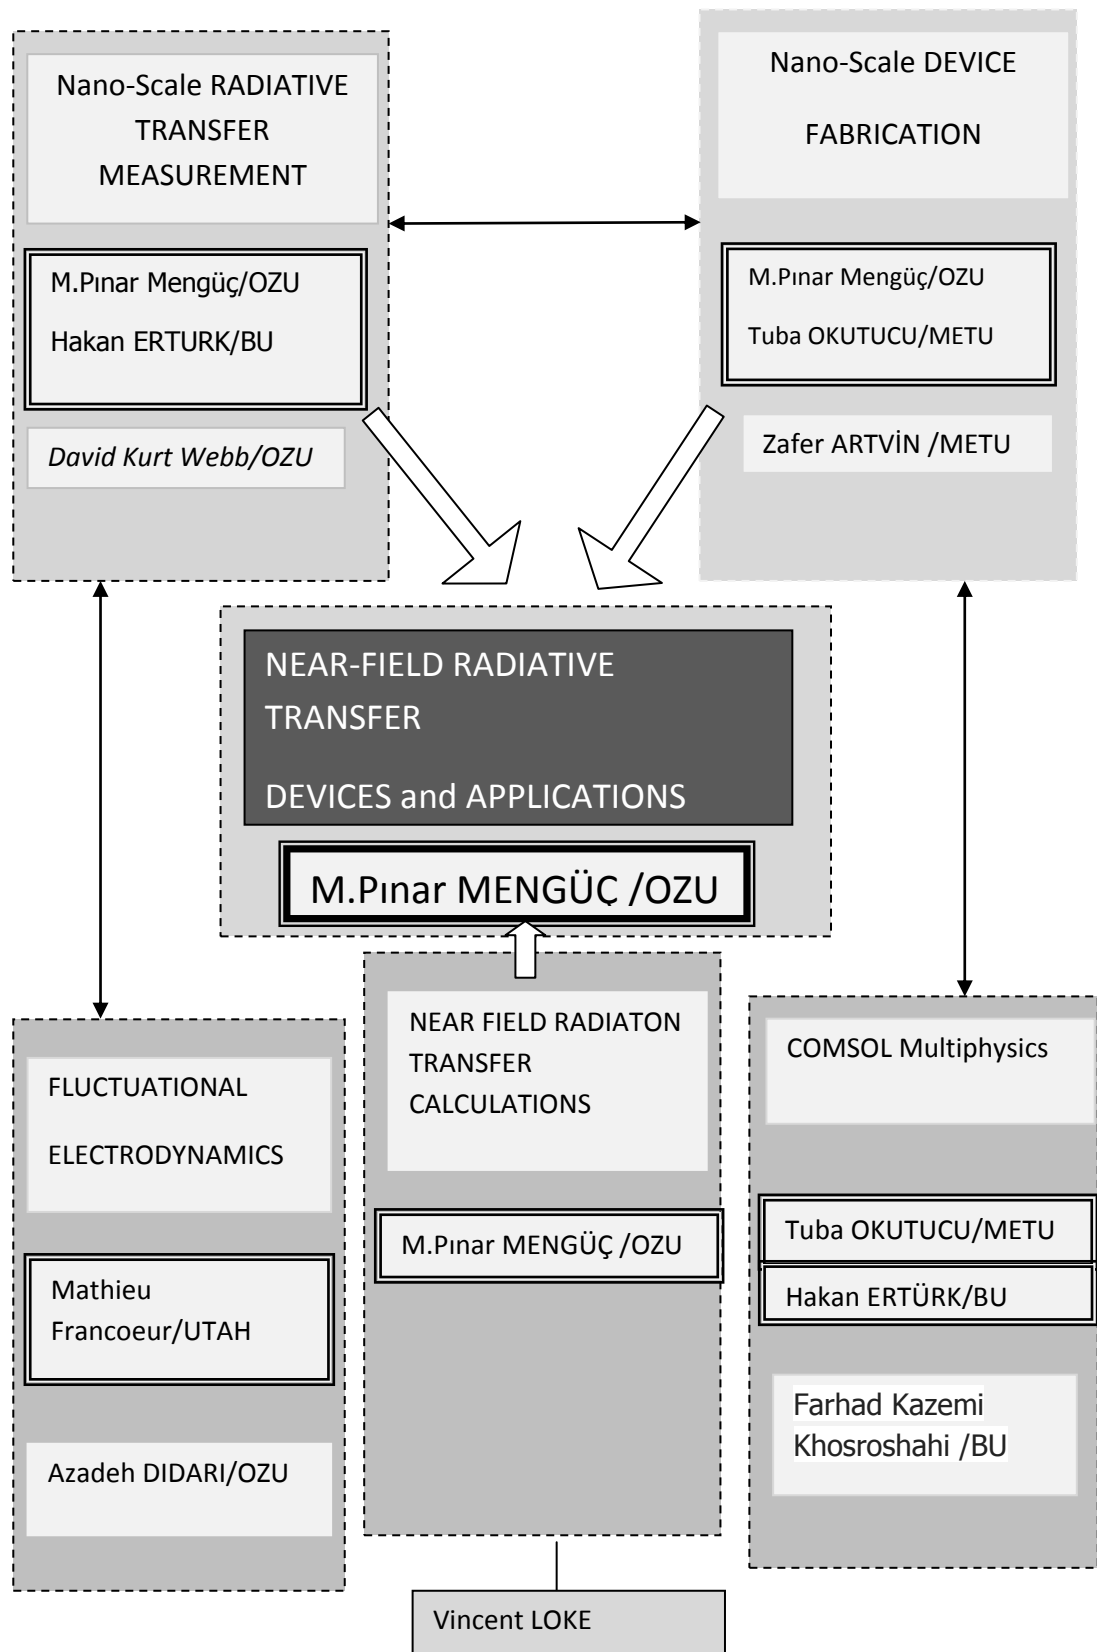 Nano-Scale RADIATIVE
TRANSFER
MEASUREMENT
M.Pınar Mengüç/OZU
Hakan ERTURK/BU
David Kurt Webb/OZU
Nano-Scale DEVICE
FABRICATION
M.Pınar Mengüç/OZU
Tuba OKUTUCU/METU
Zafer ARTVİN /METU
NEAR-FIELD RADIATIVE
TRANSFER
DEVICES and APPLICATIONS
M.Pınar MENGÜÇ /OZU
FLUCTUATIONAL
ELECTRODYNAMICS
Mathieu
Francoeur/UTAH
Azadeh DIDARI/OZU
NEAR FIELD RADIATON
TRANSFER
CALCULATIONS
M.Pınar MENGÜÇ /OZU
COMSOL Multiphysics
Tuba OKUTUCU/METU
Hakan ERTÜRK/BU
Farhad Kazemi
Khosroshahi /BU
Vincent LOKE